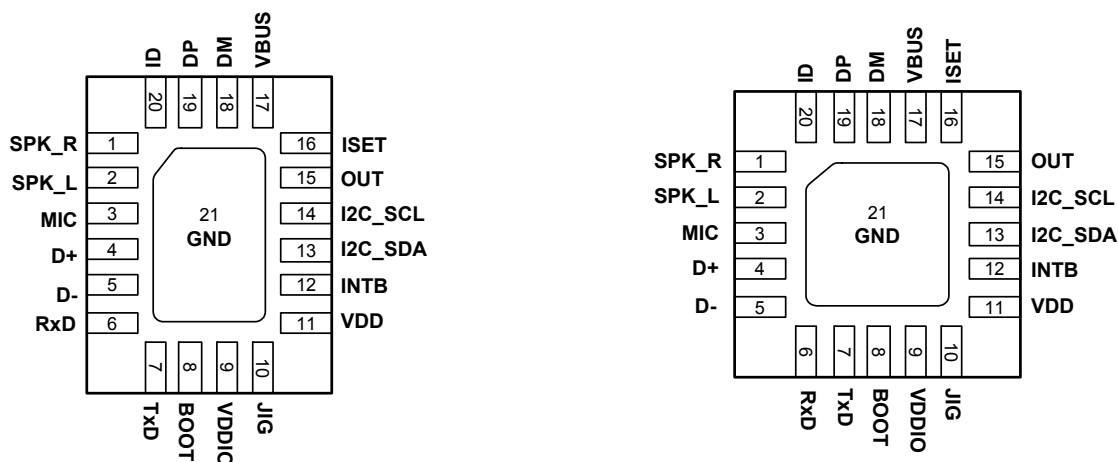 ID DP DM VBUS
20 19 18 17
SPK_R 1 16 ISET
SPK_L 2 15 OUT
MIC 3 14 I2C_SCL
D+ 4 13 I2C_SDA
D- 5 12 INTB
RxD 6 11 VDD
21
GND
7 8 9 10
TxD BOOT VDDIO JIG
ID DP DM VBUS ISET
20 19 18 17 16
SPK_R 1 15 OUT
SPK_L 2 14 I2C_SCL
MIC 3 13 I2C_SDA
D+ 4 12 INTB
D- 5 11 VDD
21
GND
6 7 8 9 10
RxD TxD BOOT VDDIO JIG